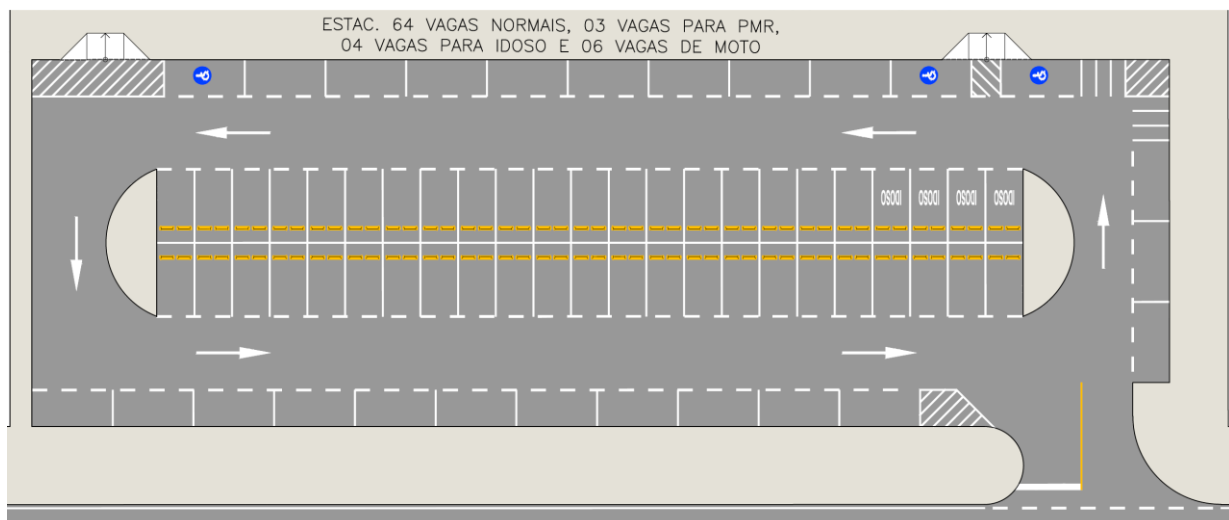 ESTAC. 64 VAGAS NORMAIS, 03 VAGAS PARA PMR,
04 VAGAS PARA IDOSO E 06 VAGAS DE MOTO
IDOSO IDOSO IDOSO IDOSO